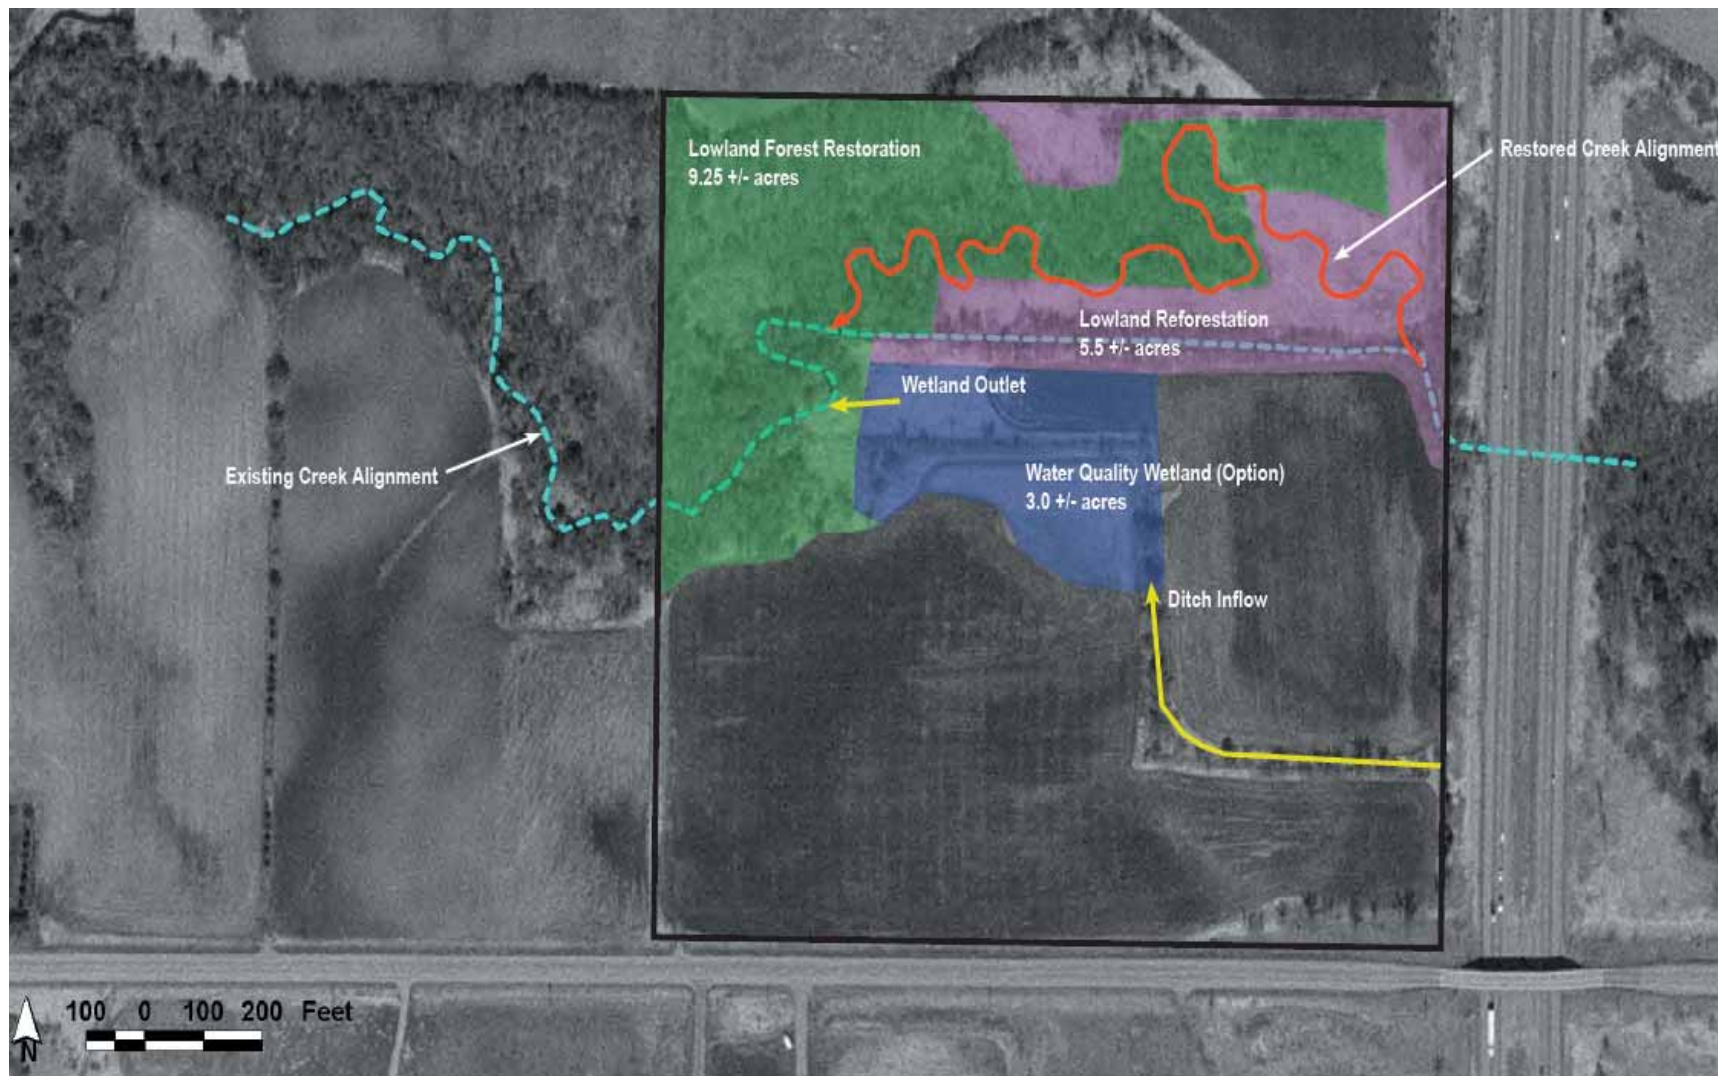 Lowland Forest Restoration
9.25 +/- acres
Restored Creek Alignment
Lowland Reforestation
5.5 +/- acres
Wetland Outlet
Existing Creek Alignment
Water Quality Wetland (Option)
3.0 +/- acres
Ditch Inflow
100 0 100 200 Feet
N